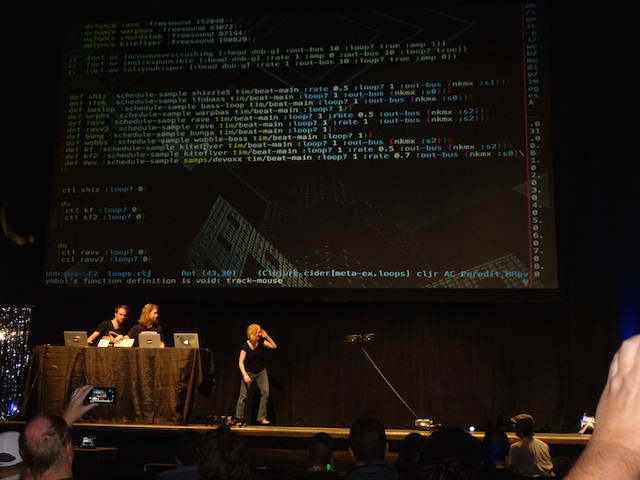 (defonce rave (freesound 152040))
(defonce warpbas (freesound 43072))
(defonce chordstab (freesound 87144))
(defonce kiteflyer (freesound 190829))
(def shiz (schedule-sample shizzle5 tim/beat-main :rate 0.5 :loop? 1 :out-bus (nkmx :s1)))
(def lfob (schedule-sample lfobass tim/beat-main :loop? 1 :out-bus (nkmx :s0)))
(schedule-sample bass-loop tim/beat-main :loop? 1 :out-bus (nkmx :s0)))
(def warpbs (schedule-sample warpbas tim/beat-main :loop? 1))
(def ravv (schedule-sample rave tim/beat-main :loop? 1 :rate 0.5 :out-bus (nkmx :s2)))
(def ravv2 (schedule-sample rave tim/beat-main :loop? 1 :rate 1 :out-bus (nkmx :s2)))
(def bung (schedule-sample bunga tim/beat-main :loop? 1))
(def wobbs (schedule-sample wobble-bass tim/beat-main :loop? 1))
(def kf (schedule-sample kiteflyer tim/beat-main :loop? 1 :out-bus (nkmx :s2)))
(def kf2 (schedule-sample kiteflyer tim/beat-main :loop? 1 :rate 0.5 :out-bus (nkmx :s3)))
(def dev (schedule-sample samps/devoxx tim/beat-main :loop? 1 :rate 0.7 :out-bus (nkmx :s0)\
(ctl shiz :loop? 0)
(do
(ctl kf :loop? 0)
(ctl kf2 :loop? 0)
(do
(ctl ravv :loop? 0)
(ctl ravv2 :loop? 0)
loops.clj Bot (43,30) (Clojure cider[meta-ex.loops] cljr AC Paredit MRev
ymbol's function definition is void: track-mouse